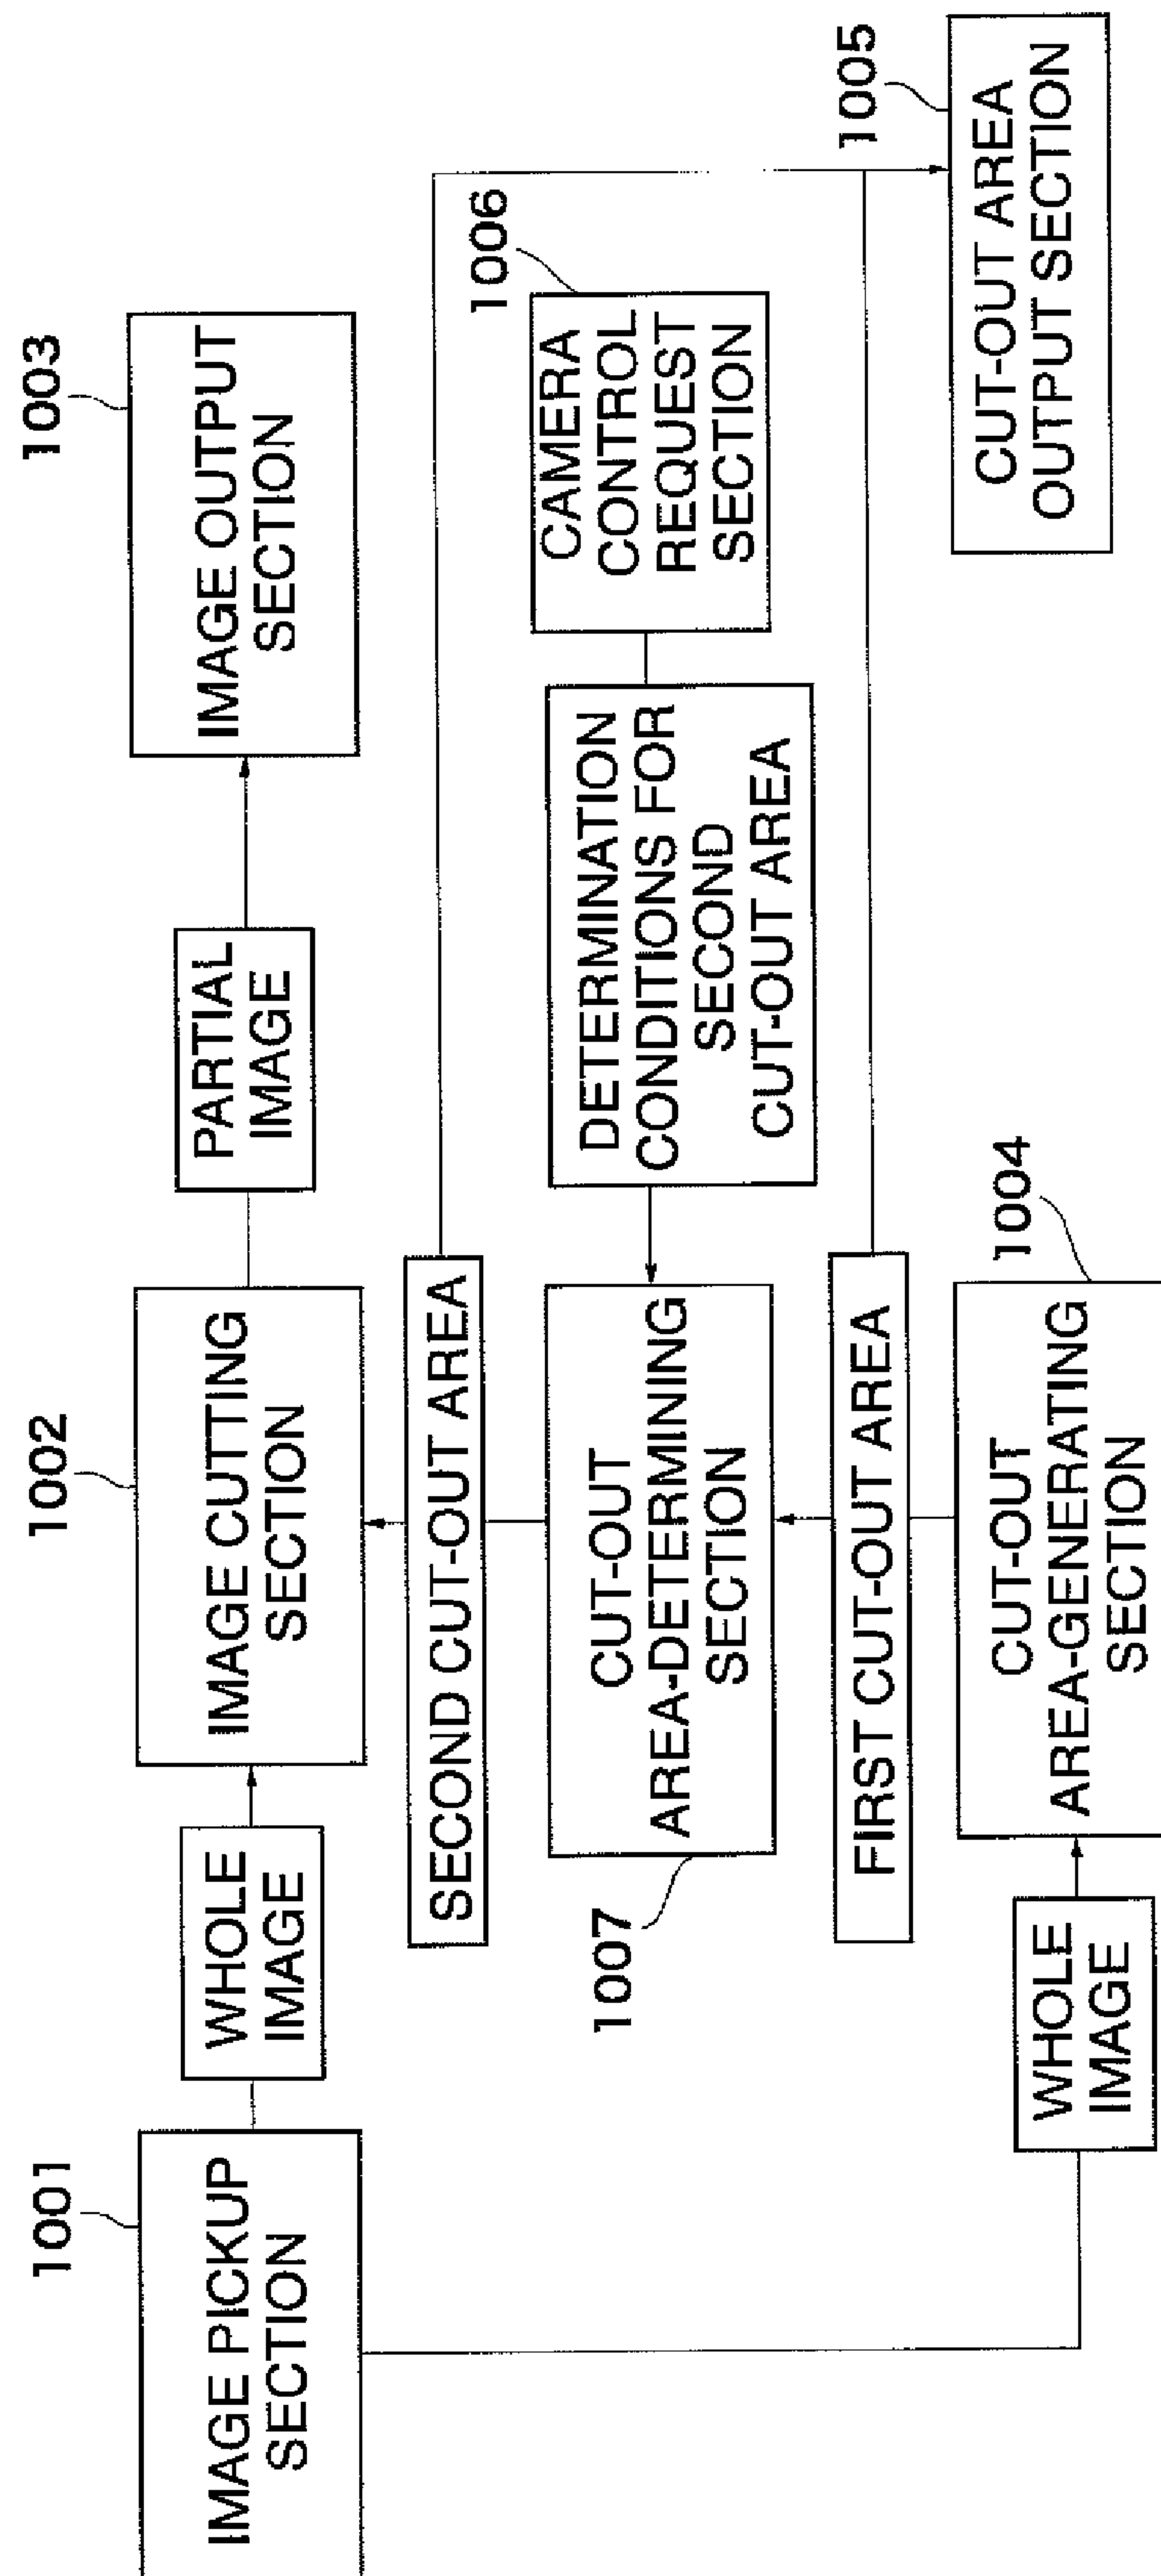 1001
IMAGE PICKUP
SECTION
WHOLE
IMAGE
1002
IMAGE CUTTING
SECTION
PARTIAL
IMAGE
1003
IMAGE OUTPUT
SECTION
SECOND CUT-OUT AREA
1007
CUT-OUT
AREA-DETERMINING
SECTION
DETERMINATION
CONDITIONS FOR
SECOND
CUT-OUT AREA
1006
CAMERA
CONTROL
REQUEST
SECTION
FIRST CUT-OUT AREA
WHOLE
IMAGE
1004
CUT-OUT
AREA-GENERATING
SECTION
1005
CUT-OUT AREA
OUTPUT SECTION